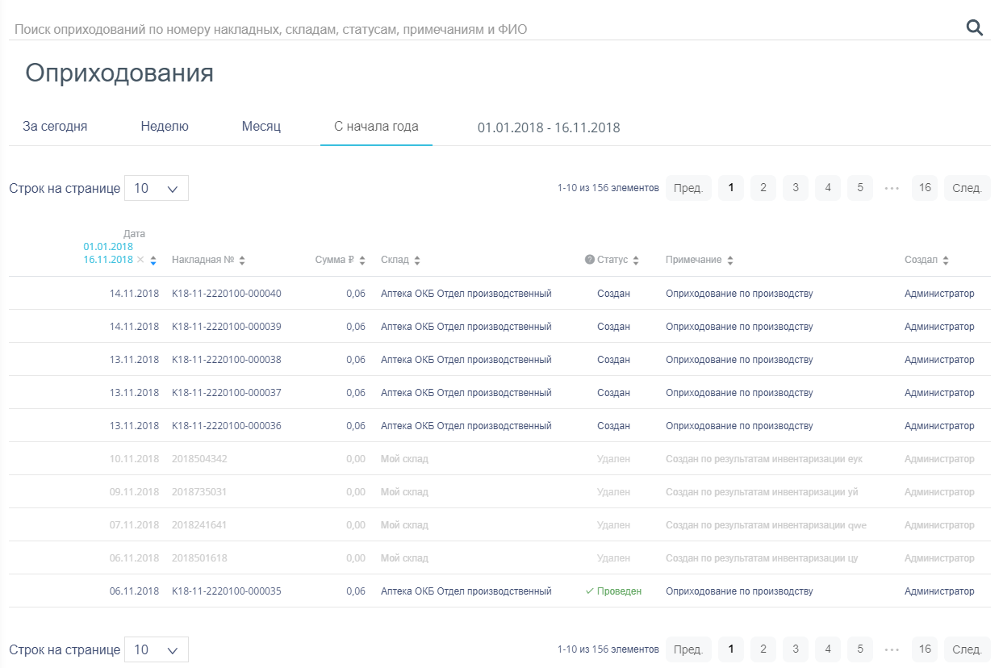 Поиск оприходований по номеру накладных, складам, статусам, примечаниям и ФИО
Оприходования
За сегодня Неделю Месяц С начала года 01.01.2018 - 16.11.2018
Строк на странице 10 1-10 из 156 элементов Пред. 1 2 3 4 5 ••• 16 След.
Дата
01.01.2018
16.11.2018 × Накладная № Сумма ₽ Склад ? Статус Примечание Создал
14.11.2018 К18-11-2220100-000040 0,06 Аптека ОКБ Отдел производственный Создан Оприходование по производству Администратор
14.11.2018 К18-11-2220100-000039 0,06 Аптека ОКБ Отдел производственный Создан Оприходование по производству Администратор
13.11.2018 К18-11-2220100-000038 0,06 Аптека ОКБ Отдел производственный Создан Оприходование по производству Администратор
13.11.2018 К18-11-2220100-000037 0,06 Аптека ОКБ Отдел производственный Создан Оприходование по производству Администратор
13.11.2018 К18-11-2220100-000036 0,06 Аптека ОКБ Отдел производственный Создан Оприходование по производству Администратор
10.11.2018 2018504342 0,00 Мой склад Удален Создан по результатам инвентаризации еук Администратор
09.11.2018 2018735031 0,00 Мой склад Удален Создан по результатам инвентаризации уй Администратор
07.11.2018 2018241641 0,00 Мой склад Удален Создан по результатам инвентаризации qwe Администратор
06.11.2018 2018501618 0,00 Мой склад Удален Создан по результатам инвентаризации цу Администратор
06.11.2018 К18-11-2220100-000035 0,06 Аптека ОКБ Отдел производственный ✓ Проведен Оприходование по производству Администратор
Строк на странице 10 1-10 из 156 элементов Пред. 1 2 3 4 5 ••• 16 След.